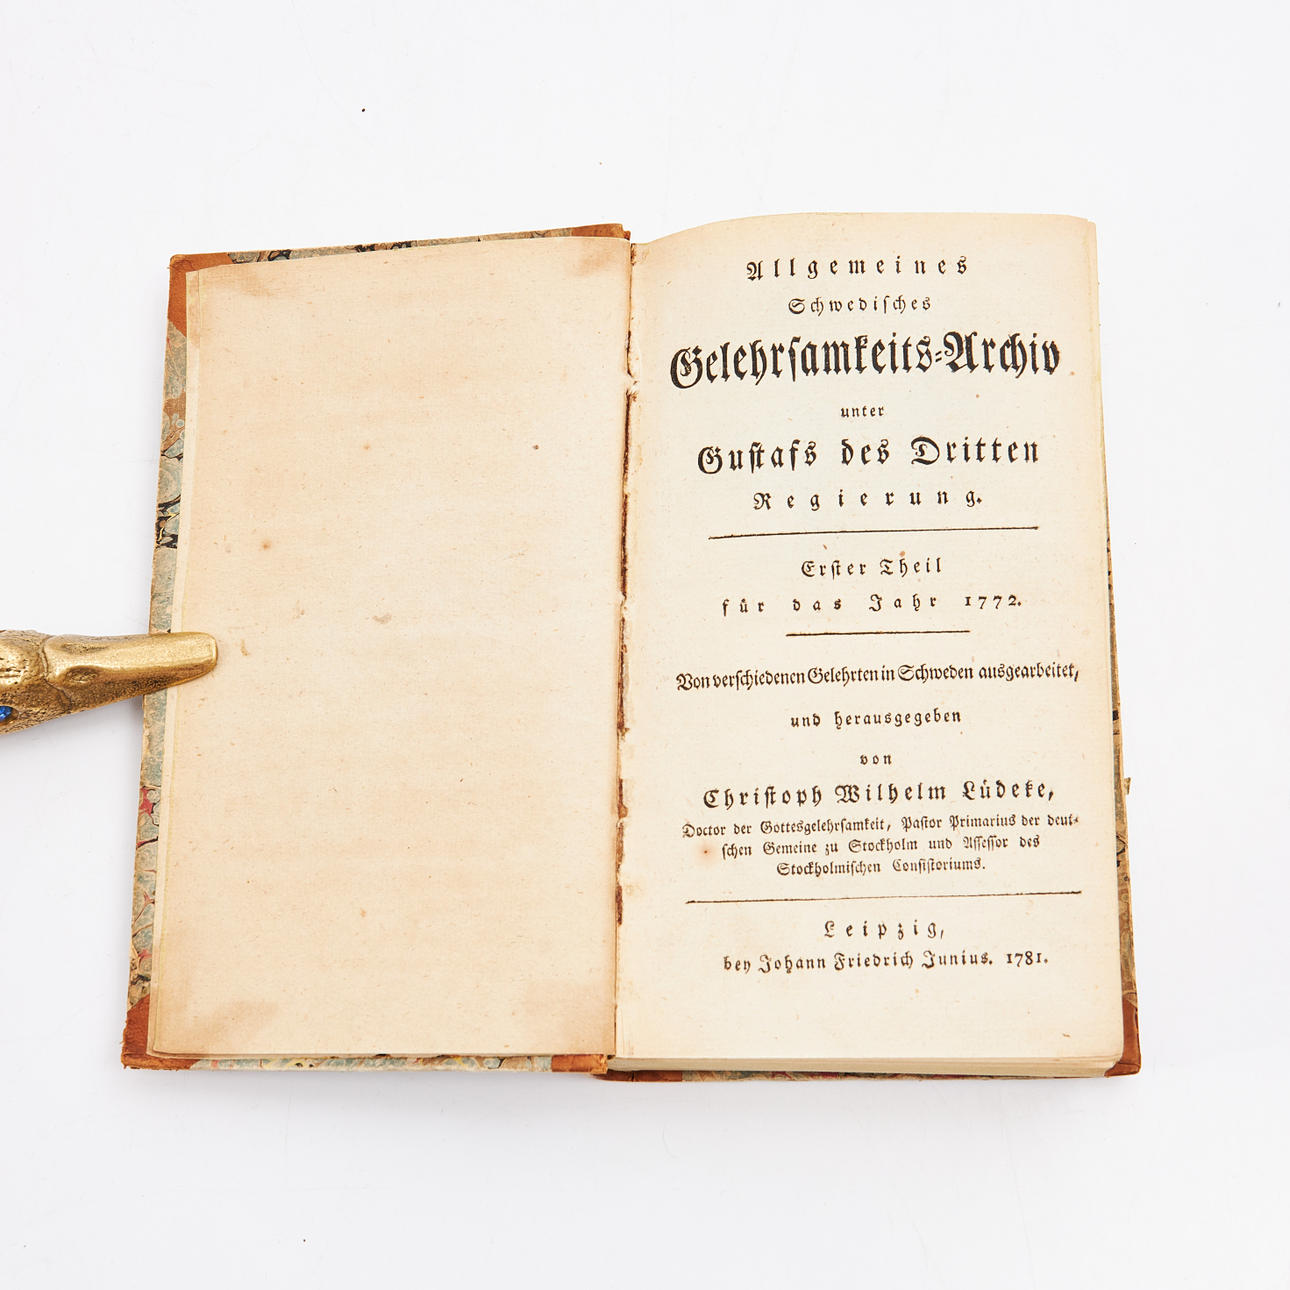 Allgemeines
Schwediſches
Gelehrſamkeits-Archiv
unter
Guſtafs des Dritten
Regierung.
Erſter Theil
für das Jahr 1772.
Von verſchiedenen Gelehrten in Schweden ausgearbeitet,
und herausgegeben
von
Chriſtoph Wilhelm Lüdeke,
Doctor der Gottesgelehrſamkeit, Paſtor Primarius der deut-
ſchen Gemeine zu Stockholm und Aſſeſſor des
Stockholmiſchen Conſiſtoriums.
Leipzig,
bey Johann Friedrich Junius. 1781.